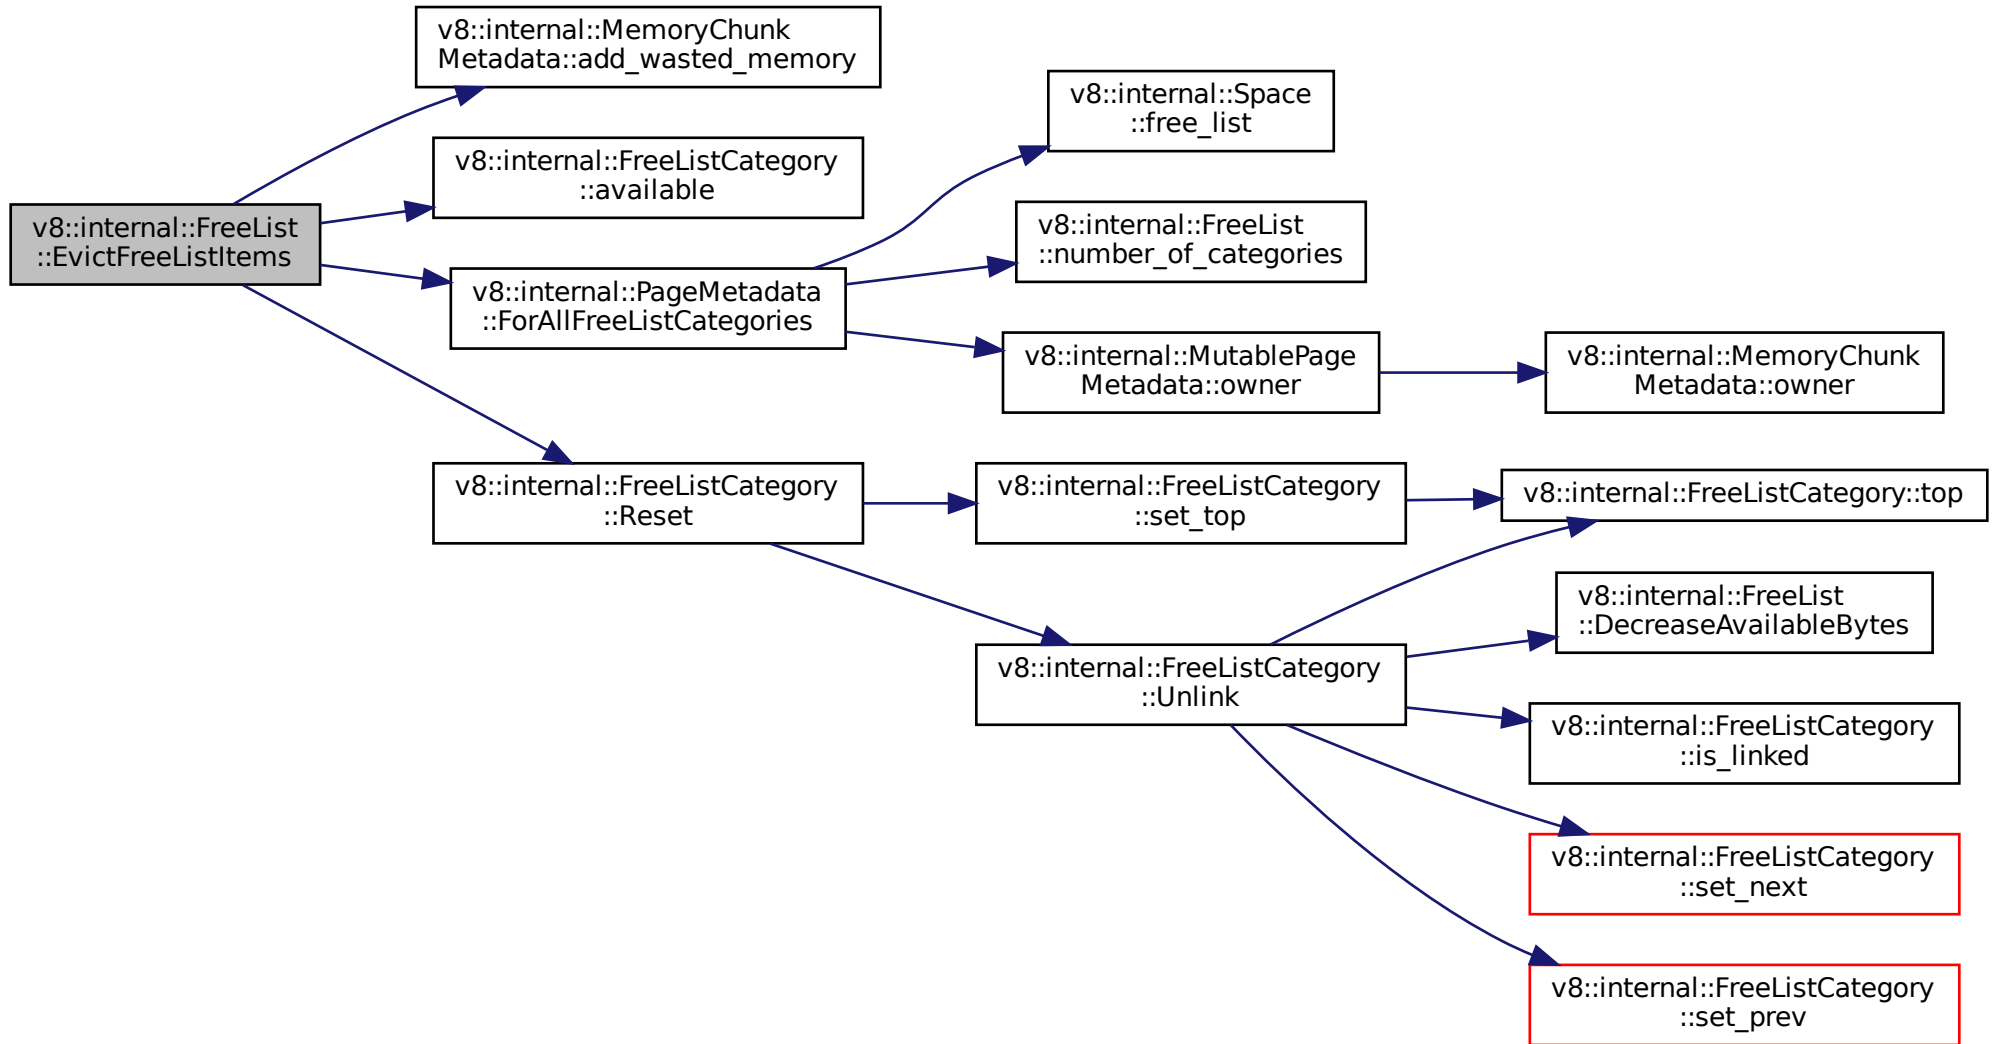 v8::internal::MemoryChunk
Metadata::add_wasted_memory
v8::internal::Space
::free_list
v8::internal::FreeListCategory
::available
v8::internal::FreeList
::EvictFreeListItems
v8::internal::FreeList
::number_of_categories
v8::internal::PageMetadata
::ForAllFreeListCategories
v8::internal::MutablePage
Metadata::owner
v8::internal::MemoryChunk
Metadata::owner
v8::internal::FreeListCategory
::Reset
v8::internal::FreeListCategory
::set_top
v8::internal::FreeListCategory::top
v8::internal::FreeList
::DecreaseAvailableBytes
v8::internal::FreeListCategory
::Unlink
v8::internal::FreeListCategory
::is_linked
v8::internal::FreeListCategory
::set_next
v8::internal::FreeListCategory
::set_prev